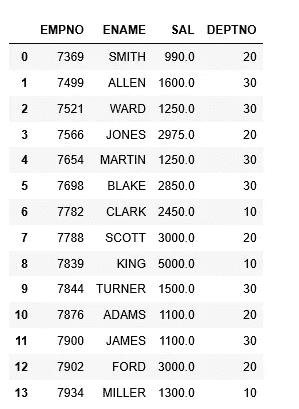 EMPNO ENAME SAL DEPTNO
0 7369 SMITH 990.0 20
1 7499 ALLEN 1600.0 30
2 7521 WARD 1250.0 30
3 7566 JONES 2975.0 20
4 7654 MARTIN 1250.0 30
5 7698 BLAKE 2850.0 30
6 7782 CLARK 2450.0 10
7 7788 SCOTT 3000.0 20
8 7839 KING 5000.0 10
9 7844 TURNER 1500.0 30
10 7876 ADAMS 1100.0 20
11 7900 JAMES 1100.0 30
12 7902 FORD 3000.0 20
13 7934 MILLER 1300.0 10